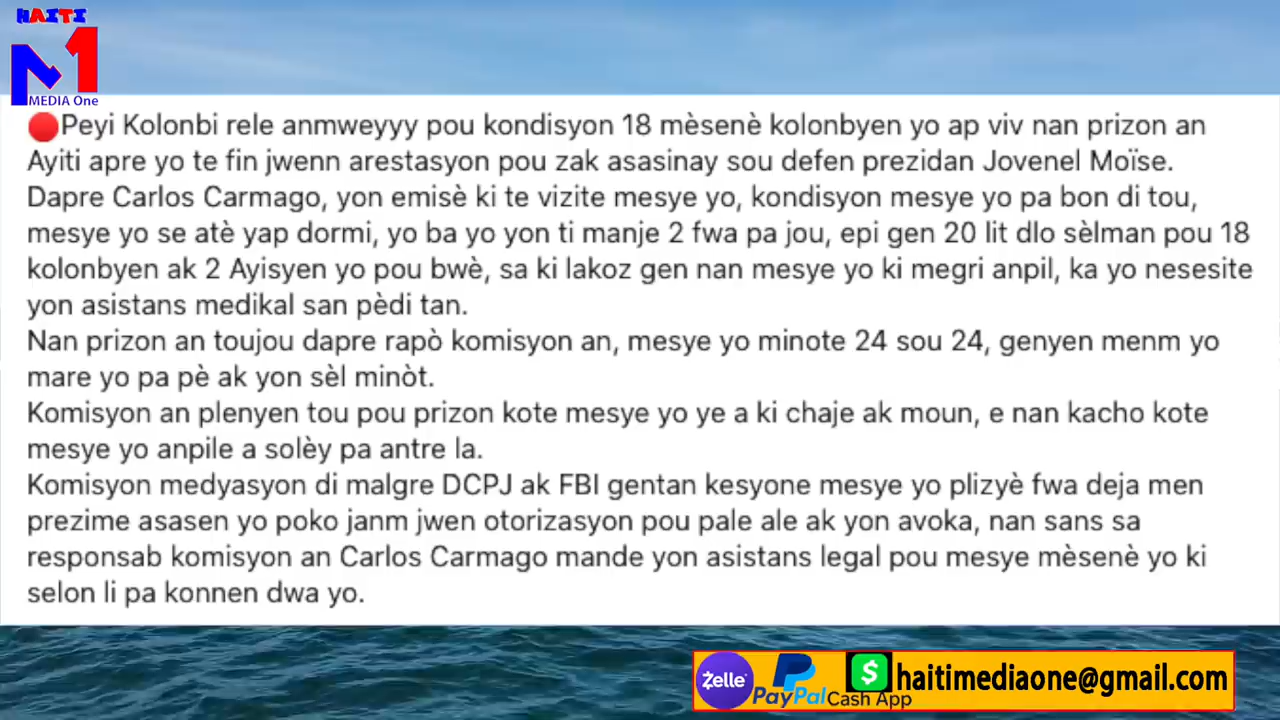 HAITI
M1
MEDIA One
🔴Peyi Kolonbi rele anmweyyy pou kondisyon 18 mèsenè kolonbyen yo ap viv nan prizon an
Ayiti apre yo te fin jwenn arestasyon pou zak asasinay sou defen prezidan Jovenel Moïse.
Dapre Carlos Carmago, yon emisè ki te vizite mesye yo, kondisyon mesye yo pa bon di tou,
mesye yo se atè yap dormi, yo ba yo yon ti manje 2 fwa pa jou, epi gen 20 lit dlo sèlman pou 18
kolonbyen ak 2 Ayisyen yo pou bwè, sa ki lakoz gen nan mesye yo ki megri anpil, ka yo nesesite
yon asistans medikal san pèdi tan.
Nan prizon an toujou dapre rapò komisyon an, mesye yo minote 24 sou 24, genyen menm yo
mare yo pa pè ak yon sèl minòt.
Komisyon an plenyen tou pou prizon kote mesye yo ye a ki chaje ak moun, e nan kacho kote
mesye yo anpile a solèy pa antre la.
Komisyon medyasyon di malgre DCPJ ak FBI gentan kesyone mesye yo plizyè fwa deja men
prezime asasen yo poko janm jwen otorizasyon pou pale ale ak yon avoka, nan sans sa
responsab komisyon an Carlos Carmago mande yon asistans legal pou mesye mèsenè yo ki
selon li pa konnen dwa yo.
Zelle PayPal $ Cash App haitimediaone@gmail.com